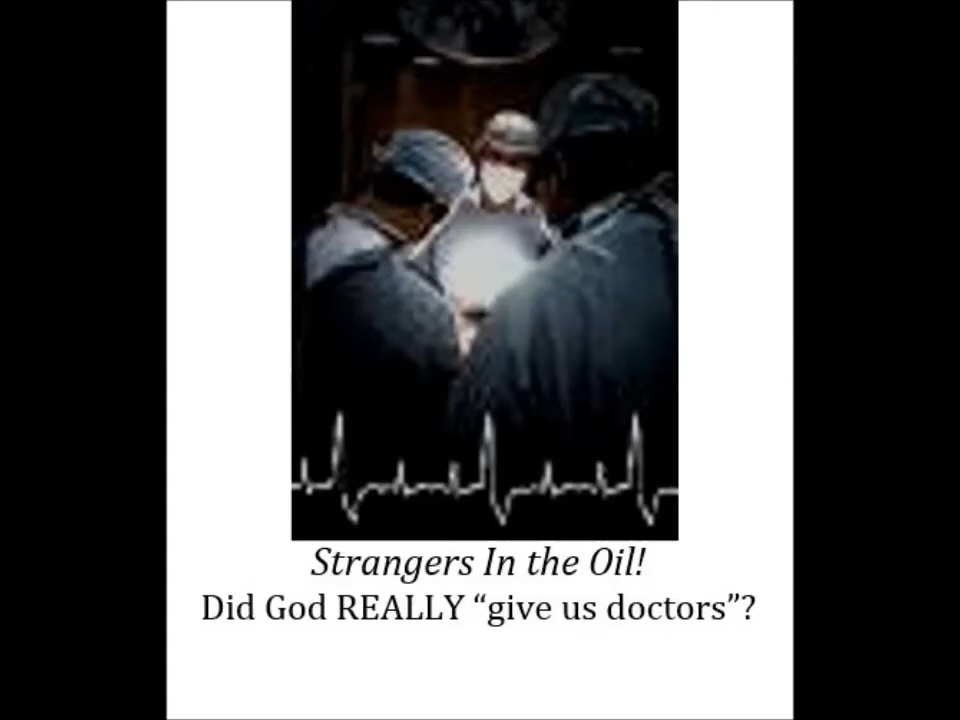 Strangers In the Oil!
Did God REALLY “give us doctors”?